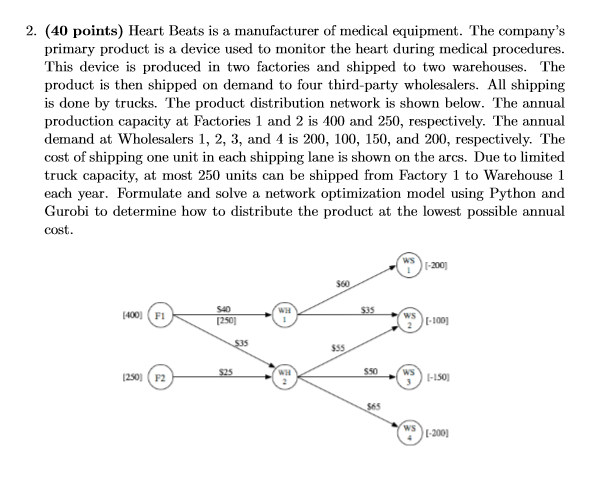 2. (40 points) Heart Beats is a manufacturer of medical equipment. The company's
primary product is a device used to monitor the heart during medical procedures.
This device is produced in two factories and shipped to two warehouses. The
product is then shipped on demand to four third-party wholesalers. All shipping
is done by trucks. The product distribution network is shown below. The annual
production capacity at Factories 1 and 2 is 400 and 250, respectively. The annual
demand at Wholesalers 1, 2, 3, and 4 is 200, 100, 150, and 200, respectively. The
cost of shipping one unit in each shipping lane is shown on the arcs. Due to limited
truck capacity, at most 250 units can be shipped from Factory 1 to Warehouse 1
each year. Formulate and solve a network optimization model using Python and
Gurobi to determine how to distribute the product at the lowest possible annual
cost.
WS
1
[-200]
$60
[400]
F1
$40
[250]
WH
1
$35
WS
2
[-100]
$35
$55
[250]
F2
$25
WH
2
$50
WS
3
[-150]
$65
WS
4
[-200]